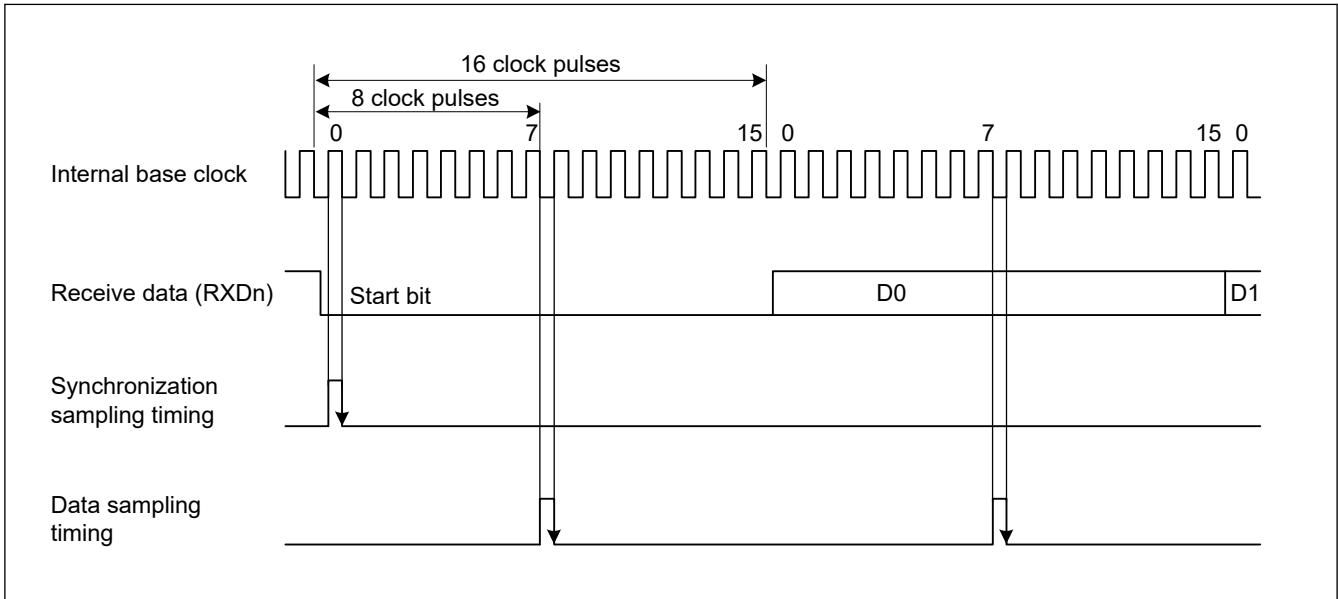 16 clock pulses
8 clock pulses
0 7 15 0 7 15 0
Internal base clock
Receive data (RXDn)
Start bit
D0
D1
Synchronization
sampling timing
Data sampling
timing